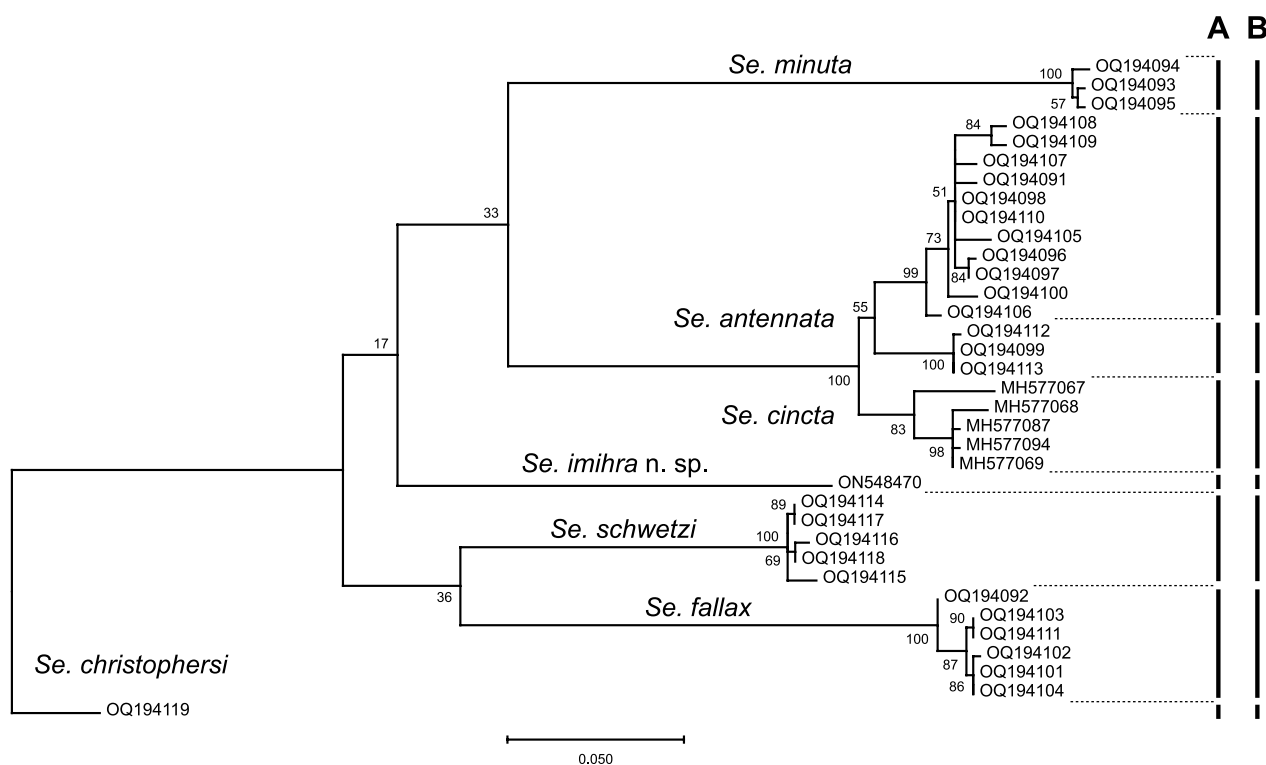 A B
Se. minuta
100
OQ194094
OQ194093
57
OQ194095
84
OQ194108
OQ194109
OQ194107
OQ194091
51
OQ194098
33
OQ194110
73
OQ194105
OQ194096
99
84
OQ194097
OQ194100
55
OQ194106
Se. antennata
OQ194112
17
OQ194099
100
OQ194113
100
MH577067
Se. cincta
MH577068
83
MH577087
98
MH577094
MH577069
Se. imihra n. sp.
ON548470
89
OQ194114
OQ194117
Se. schwetzi
100
OQ194116
69
OQ194118
OQ194115
36
OQ194092
Se. fallax
90
OQ194103
100
OQ194111
OQ194102
87
OQ194101
86
OQ194104
Se. christophersi
OQ194119
0.050